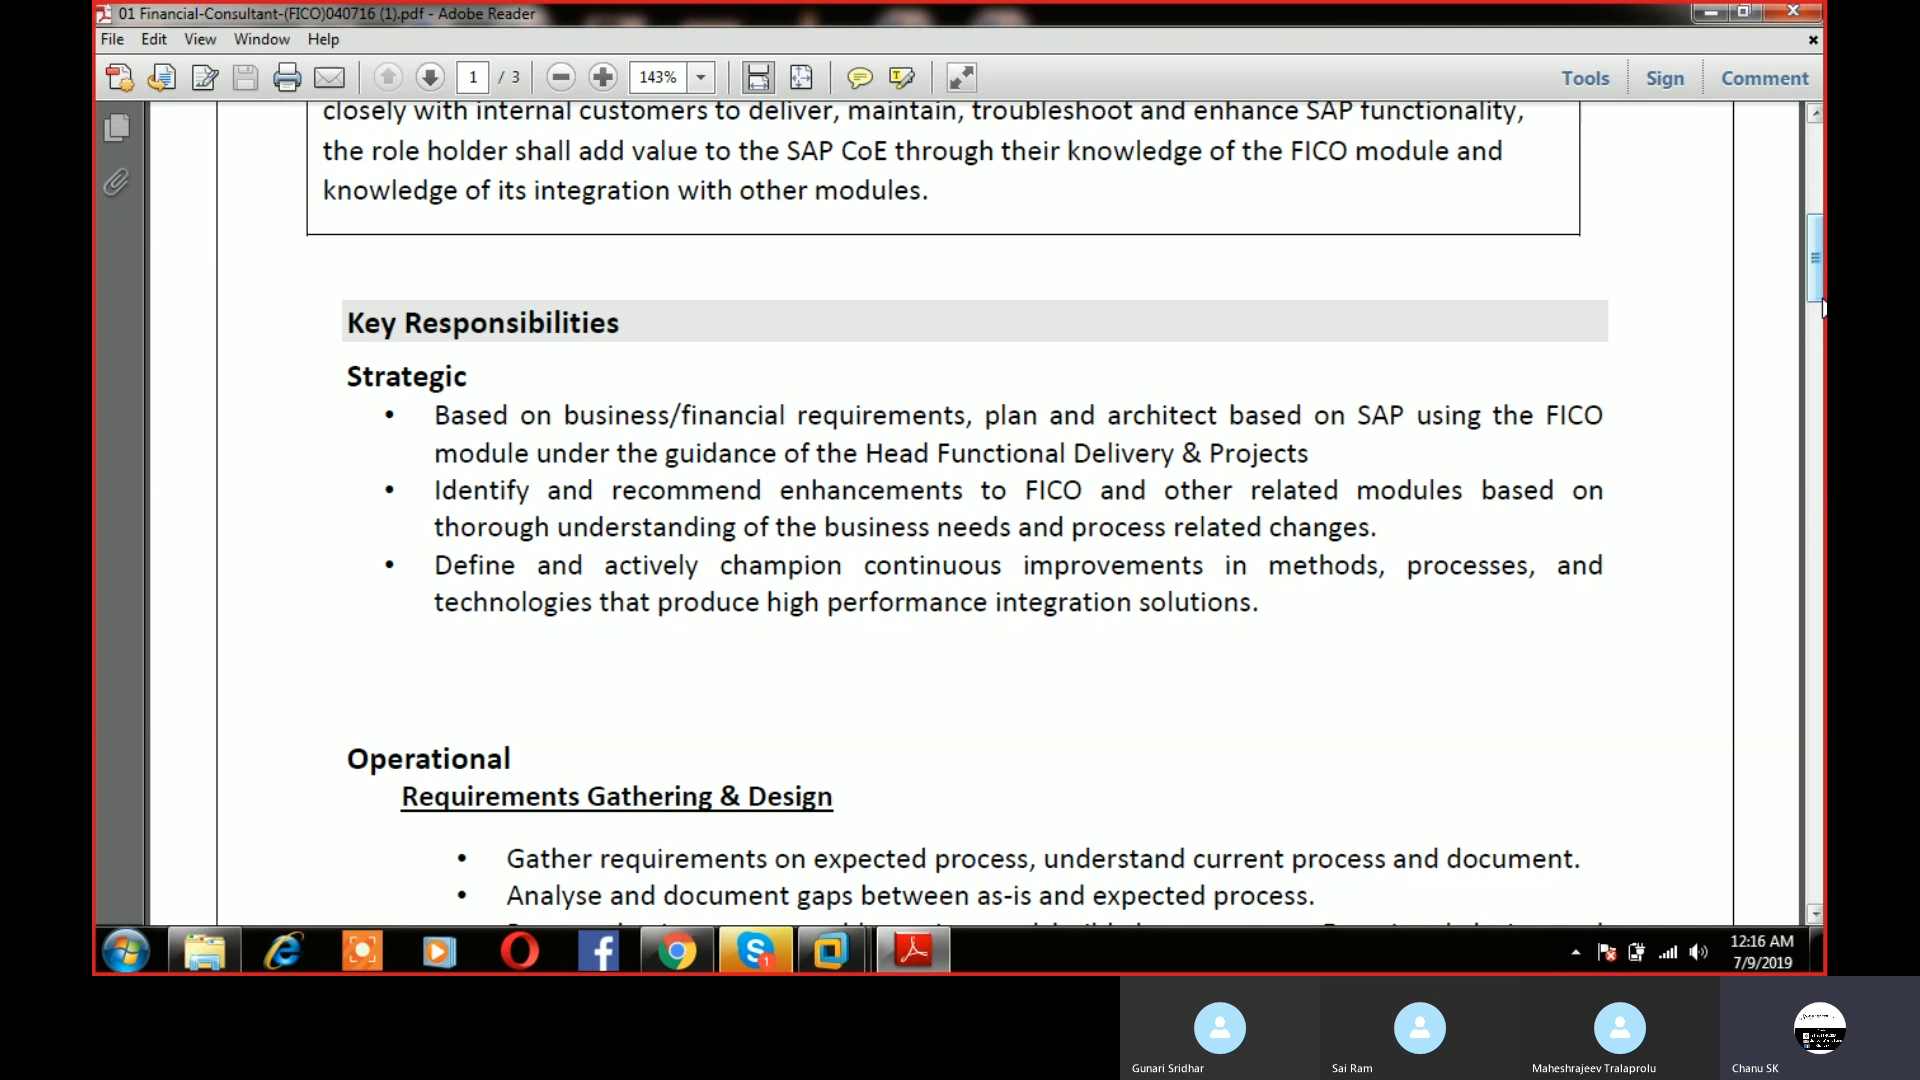 01 Financial-Consultant-(FICO)040716 (1).pdf - Adobe Reader
File Edit View Window Help
1 / 3 143% Tools Sign Comment
closely with internal customers to deliver, maintain, troubleshoot and enhance SAP functionality,
the role holder shall add value to the SAP CoE through their knowledge of the FICO module and
knowledge of its integration with other modules.
Key Responsibilities
Strategic
• Based on business/financial requirements, plan and architect based on SAP using the FICO
module under the guidance of the Head Functional Delivery & Projects
• Identify and recommend enhancements to FICO and other related modules based on
thorough understanding of the business needs and process related changes.
• Define and actively champion continuous improvements in methods, processes, and
technologies that produce high performance integration solutions.
Operational
Requirements Gathering & Design
• Gather requirements on expected process, understand current process and document.
• Analyse and document gaps between as-is and expected process.
12:16 AM
7/9/2019
Gunari Sridhar
Sai Ram
Maheshrajeev Tralaprolu
Chanu SK